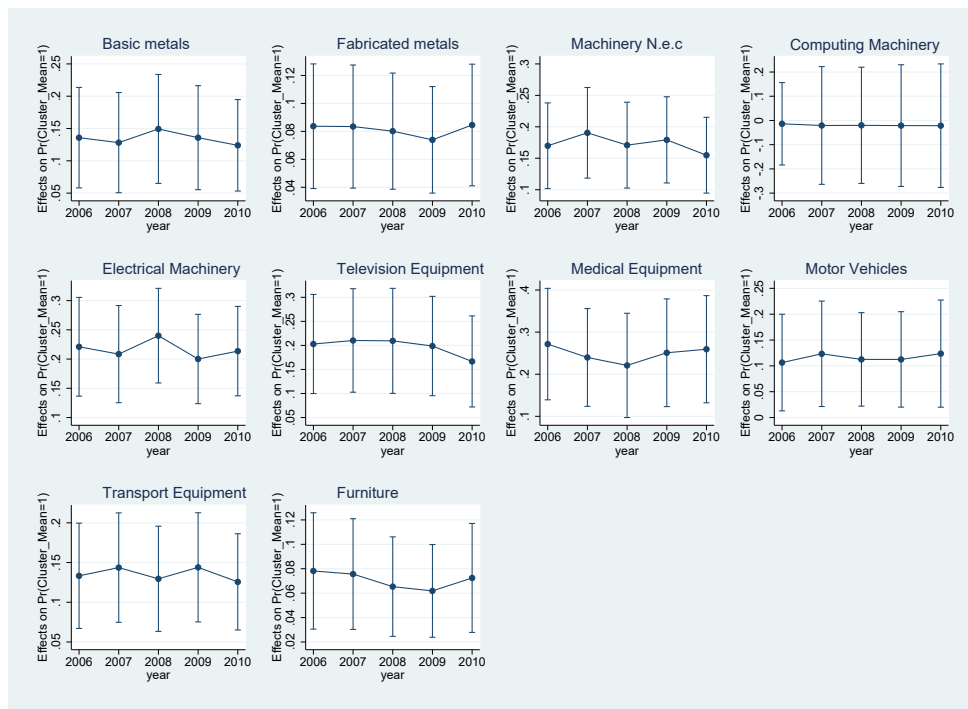 Basic metals
Effects on Pr(Cluster_Mean=1)
.25
.2
.15
.1
.05
2006 2007 2008 2009 2010
year
Fabricated metals
Effects on Pr(Cluster_Mean=1)
.12
.1
.08
.06
.04
2006 2007 2008 2009 2010
year
Machinery N.e.c
Effects on Pr(Cluster_Mean=1)
.3
.25
.2
.15
.1
2006 2007 2008 2009 2010
year
Computing Machinery
Effects on Pr(Cluster_Mean=1)
.2
.1
0
-.1
-.2
-.3
2006 2007 2008 2009 2010
year
Electrical Machinery
Effects on Pr(Cluster_Mean=1)
.3
.25
.2
.15
.1
2006 2007 2008 2009 2010
year
Television Equipment
Effects on Pr(Cluster_Mean=1)
.3
.25
.2
.15
.1
.05
2006 2007 2008 2009 2010
year
Medical Equipment
Effects on Pr(Cluster_Mean=1)
.4
.3
.2
.1
2006 2007 2008 2009 2010
year
Motor Vehicles
Effects on Pr(Cluster_Mean=1)
.25
.2
.15
.1
.05
0
2006 2007 2008 2009 2010
year
Transport Equipment
Effects on Pr(Cluster_Mean=1)
.2
.15
.1
.05
2006 2007 2008 2009 2010
year
Furniture
Effects on Pr(Cluster_Mean=1)
.12
.1
.08
.06
.04
.02
2006 2007 2008 2009 2010
year